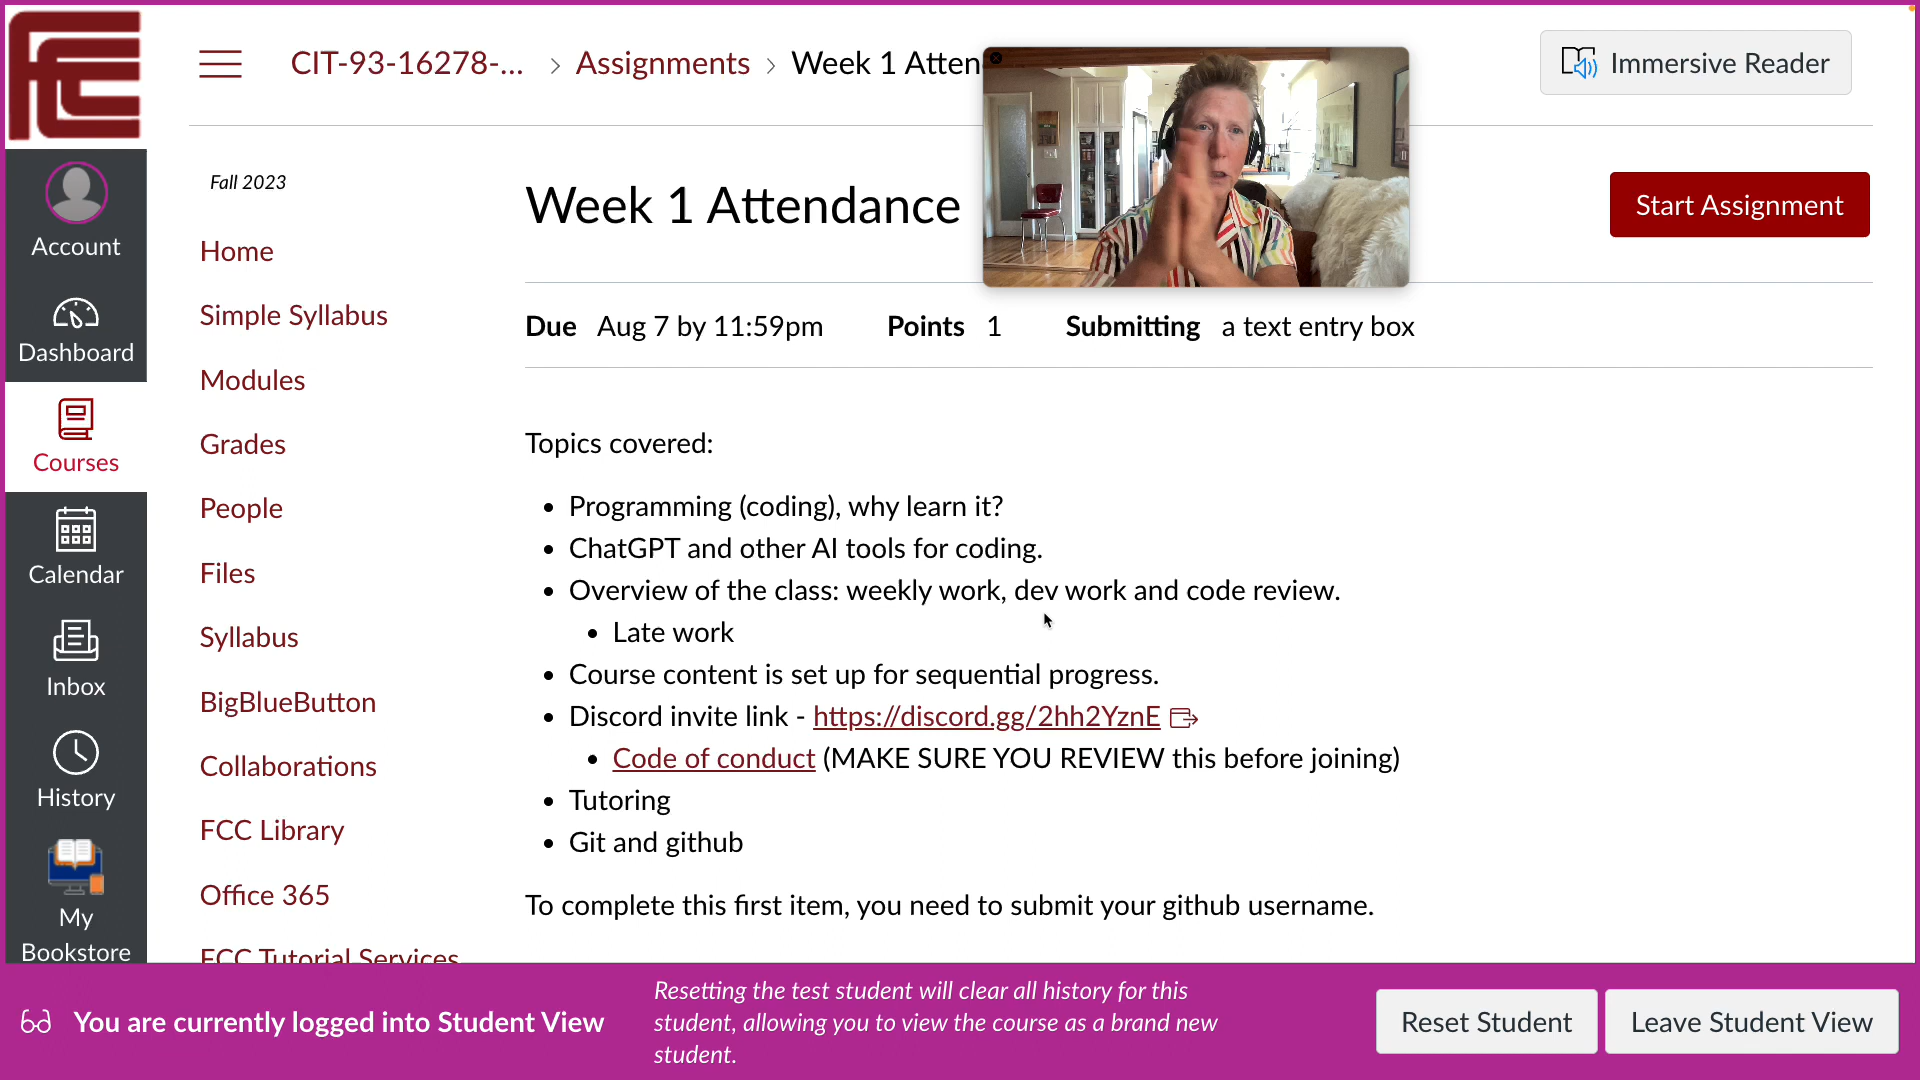 CIT-93-16278-... > Assignments > Week 1 Atten
Immersive Reader
Account
Dashboard
Courses
Calendar
Inbox
History
My
Bookstore
Fall 2023
Home
Simple Syllabus
Modules
Grades
People
Files
Syllabus
BigBlueButton
Collaborations
FCC Library
Office 365
FCC Tutorial Services
Week 1 Attendance
Start Assignment
Due Aug 7 by 11:59pm Points 1 Submitting a text entry box
Topics covered:
• Programming (coding), why learn it?
• ChatGPT and other AI tools for coding.
• Overview of the class: weekly work, dev work and code review.
• Late work
• Course content is set up for sequential progress.
• Discord invite link - https://discord.gg/2hh2YznE
• Code of conduct (MAKE SURE YOU REVIEW this before joining)
• Tutoring
• Git and github
To complete this first item, you need to submit your github username.
You are currently logged into Student View
Resetting the test student will clear all history for this
student, allowing you to view the course as a brand new
student.
Reset Student
Leave Student View